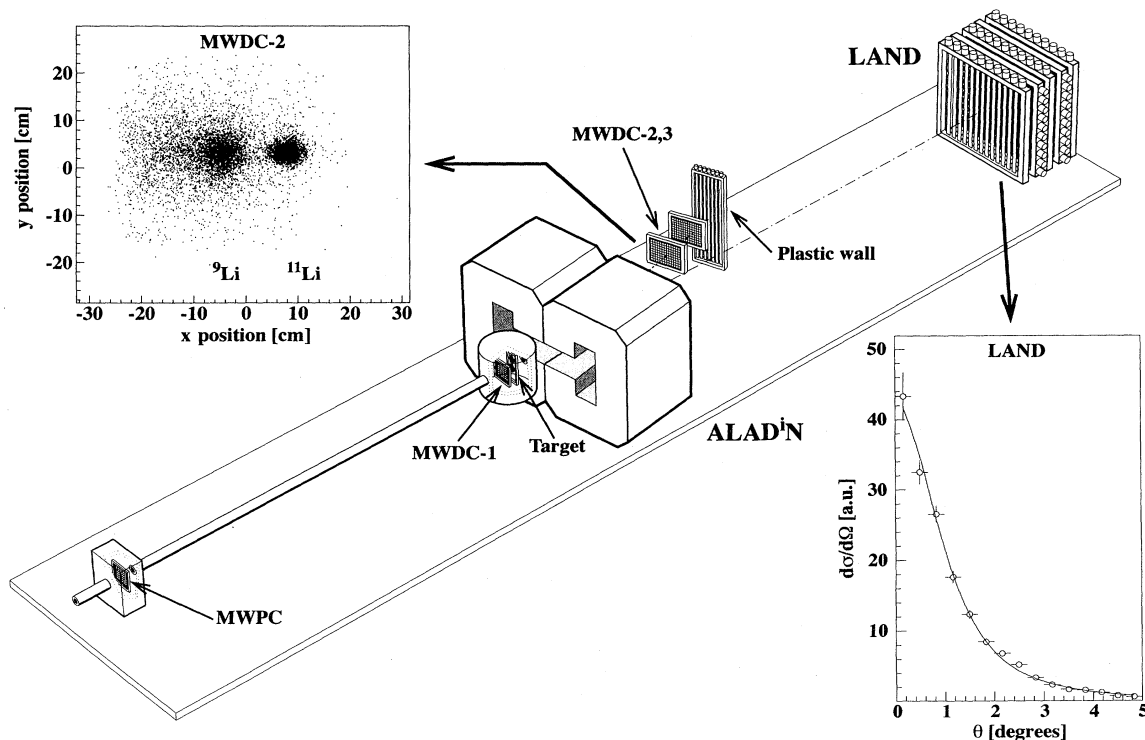 MWDC-2
20
10
0
-10
-20
y position [cm]
⁹Li
¹¹Li
-30 -20 -10 0 10 20 30
x position [cm]
LAND
MWDC-2,3
Plastic wall
MWDC-1
Target
ALADⁱN
MWPC
LAND
50
40
30
20
10
dσ/dΩ [a.u.]
0 1 2 3 4 5
θ [degrees]